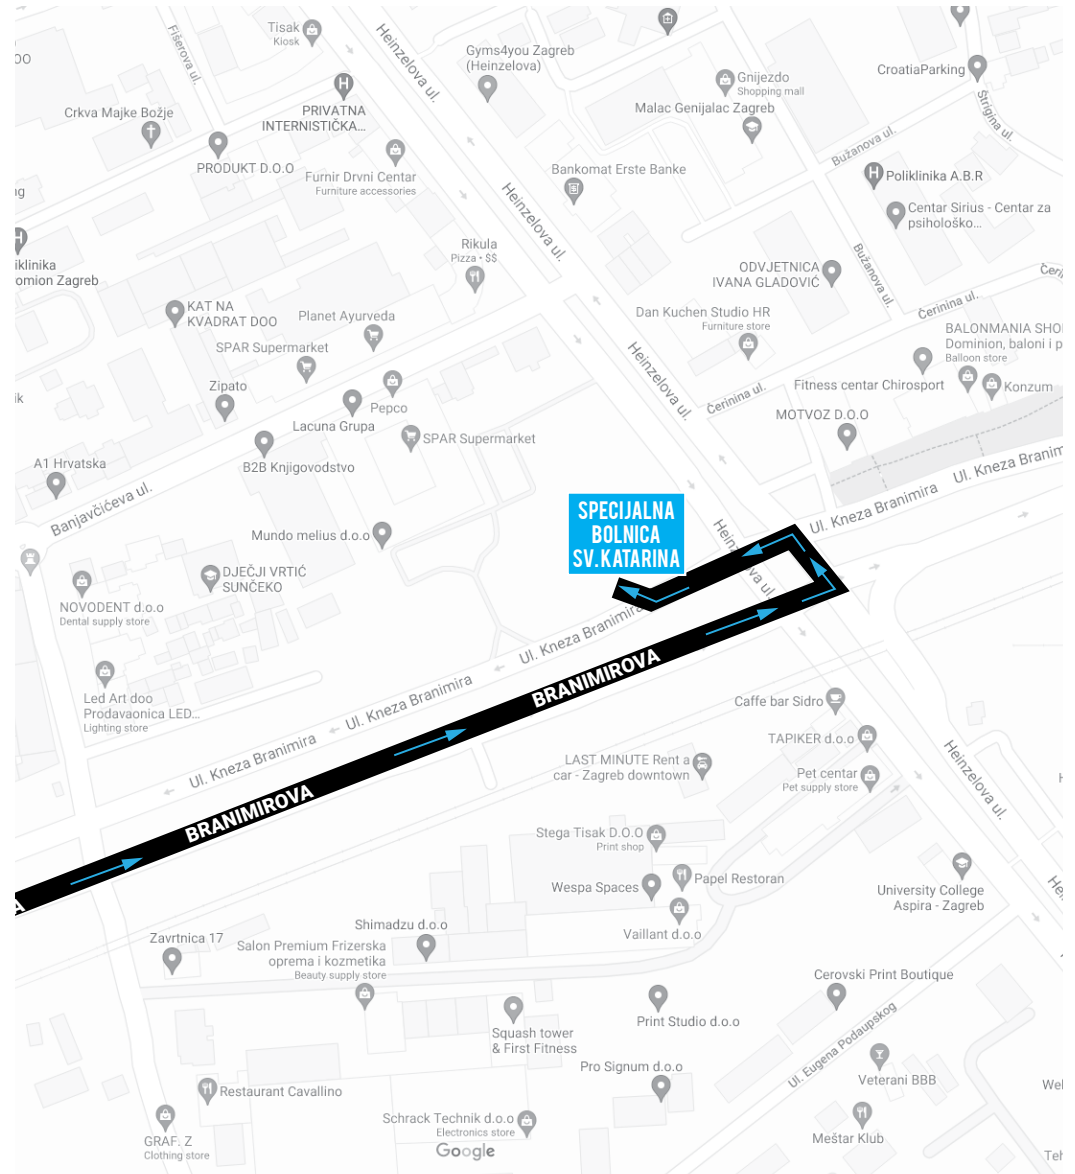 Tisak
Kiosk
Fišerova ul.
Heinzelova ul.
Gyms4you Zagreb
(Heinzelova)
Gnijezdo
Shopping mall
CroatiaParking
Štrigina ul.
Malac Genijalac Zagreb
Crkva Majke Božje
PRIVATNA
INTERNISTIČKA...
PRODUKT D.O.O
Furnir Drvni Centar
Furniture accessories
Bankomat Erste Banke
Bužanova ul.
Poliklinika A.B.R
Centar Sirius - Centar za
psihološko...
Heinzelova ul.
iklinika
omion Zagreb
Rikula
Pizza • $$
ODVJETNICA
IVANA GLADOVIĆ
Bužanova ul.
Čerinina ul.
KAT NA
KVADRAT DOO
Planet Ayurveda
SPAR Supermarket
Dan Kuchen Studio HR
Furniture store
BALONMANIA SHO
Dominion, baloni i p
Balloon store
Heinzelova ul.
Zipato
Pepco
Lacuna Grupa
Čerinina ul.
Fitness centar Chirosport
Konzum
MOTVOZ D.O.O
SPAR Supermarket
A1 Hrvatska
B2B Knjigovodstvo
Banjavčićeva ul.
Ul. Kneza Branim
Ul. Kneza Branimira
SPECIJALNA
BOLNICA
SV.KATARINA
Mundo melius d.o.o
DJEČJI VRTIĆ
SUNČEKO
NOVODENT d.o.o
Dental supply store
Heinzelova ul.
Ul. Kneza Branimira
BRANIMIROVA
Ul. Kneza Branimira
Led Art doo
Prodavaonica LED...
Lighting store
Caffe bar Sidro
TAPIKER d.o.o
Ul. Kneza Branimira
LAST MINUTE Rent a
car - Zagreb downtown
Pet centar
Pet supply store
Heinzelova ul.
BRANIMIROVA
Stega Tisak D.O.O
Print shop
Wespa Spaces
Papel Restoran
University College
Aspira - Zagreb
A
Zavrtnica 17
Shimadzu d.o.o
Vaillant d.o.o
Salon Premium Frizerska
oprema i kozmetika
Beauty supply store
Cerovski Print Boutique
Squash tower
& First Fitness
Print Studio d.o.o
Ul. Eugena Podaupskog
Pro Signum d.o.o
Veterani BBB
Restaurant Cavallino
Schrack Technik d.o.o
Electronics store
Meštar Klub
GRAF. Z
Clothing store
Google